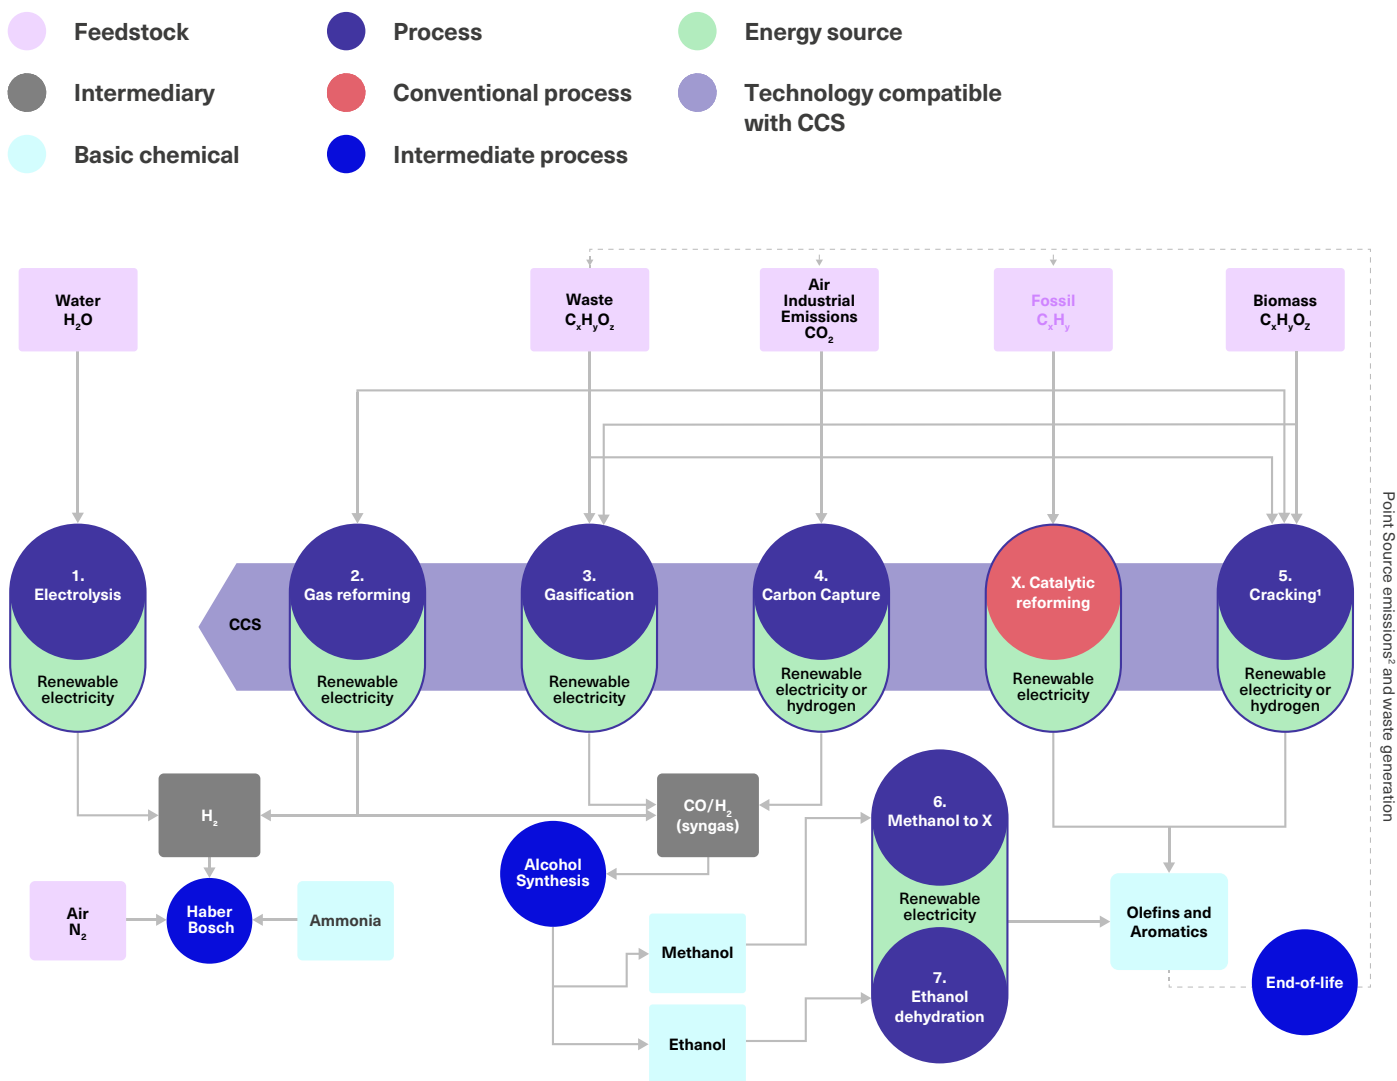 Feedstock
Process
Energy source
Intermediary
Conventional process
Technology compatible
with CCS
Basic chemical
Intermediate process
Water
H₂O
Waste
CₓHᵧO_z
Air
Industrial
Emissions
CO₂
Fossil
CₓHᵧ
Biomass
CₓHᵧO_Z
1.
Electrolysis
Renewable
electricity
CCS
2.
Gas reforming
Renewable
electricity
3.
Gasification
Renewable
electricity
4.
Carbon Capture
Renewable
electricity or
hydrogen
X. Catalytic
reforming
Renewable
electricity
5.
Cracking¹
Renewable
electricity or
hydrogen
Point Source emissions² and waste generation
H₂
CO/H₂
(syngas)
Alcohol
Synthesis
6.
Methanol to X
Renewable
electricity
7.
Ethanol
dehydration
Air
N₂
Haber
Bosch
Ammonia
Methanol
Ethanol
Olefins and
Aromatics
End-of-life